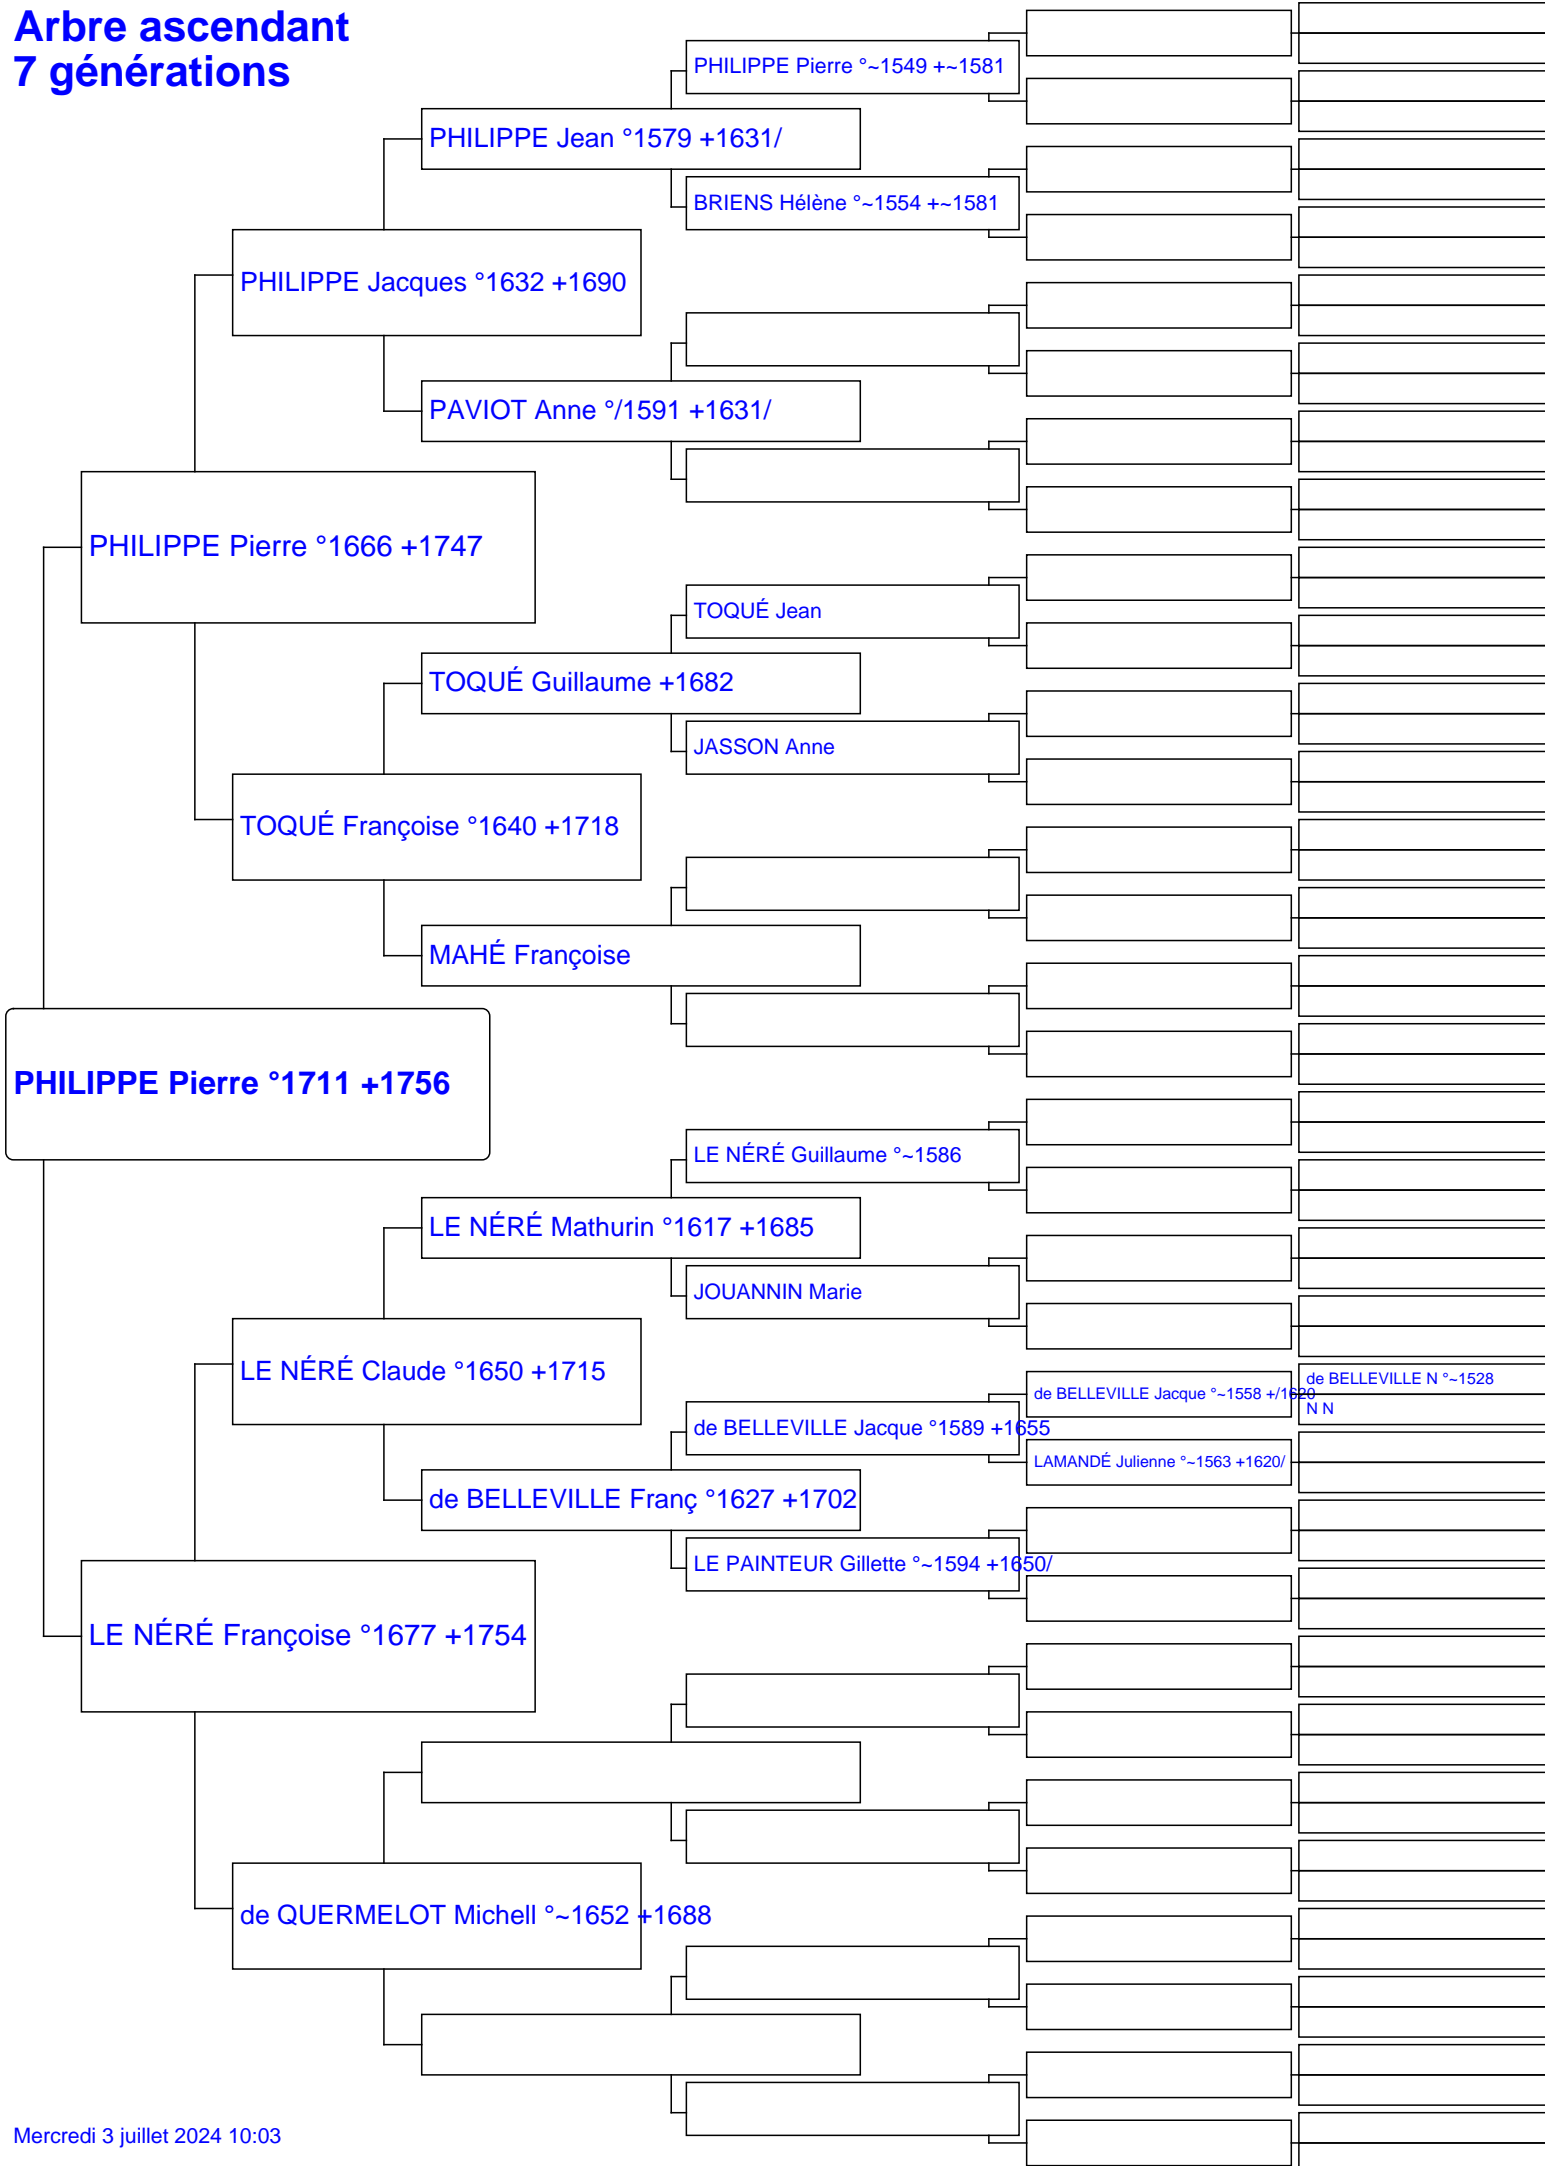 Arbre ascendant
7 générations
PHILIPPE Pierre °~1549 +~1581
PHILIPPE Jean °1579 +1631/
BRIENS Hélène °~1554 +~1581
PHILIPPE Jacques °1632 +1690
PAVIOT Anne °/1591 +1631/
PHILIPPE Pierre °1666 +1747
TOQUÉ Jean
TOQUÉ Guillaume +1682
JASSON Anne
TOQUÉ Françoise °1640 +1718
MAHÉ Françoise
PHILIPPE Pierre °1711 +1756
LE NÉRÉ Guillaume °~1586
LE NÉRÉ Mathurin °1617 +1685
JOUANNIN Marie
LE NÉRÉ Claude °1650 +1715
de BELLEVILLE N °~1528
de BELLEVILLE Jacque °~1558 +/1620
N N
de BELLEVILLE Jacque °1589 +1655
LAMANDÉ Julienne °~1563 +1620/
de BELLEVILLE Franç °1627 +1702
LE PAINTEUR Gillette °~1594 +1650/
LE NÉRÉ Françoise °1677 +1754
de QUERMELOT Michell °~1652 +1688
Mercredi 3 juillet 2024 10:03